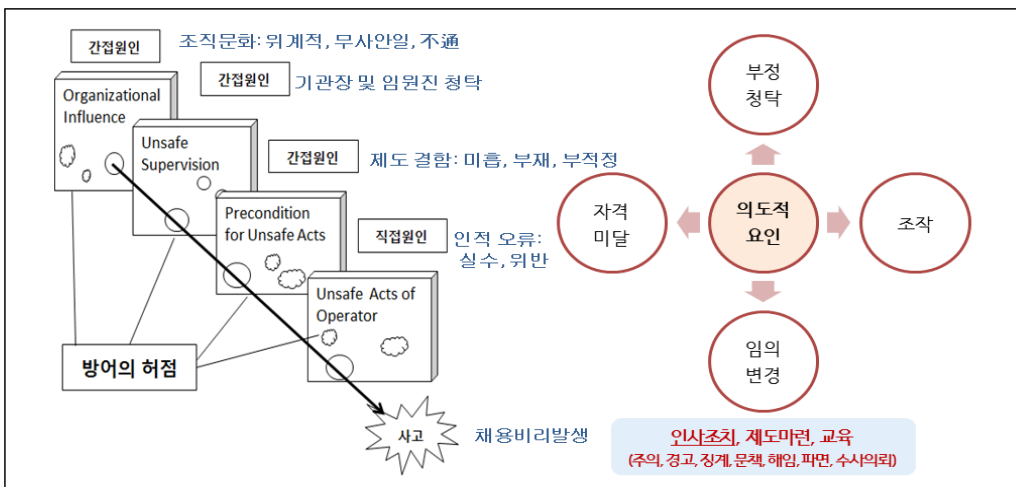 간접원인
조직문화: 위계적, 무사안일, 不通
Organizational
Influence
간접원인
기관장 및 임원진 청탁
Unsafe
Supervision
간접원인
제도 결함: 미흡, 부재, 부적정
Precondition
for Unsafe Acts
직접원인
인적 오류:
실수, 위반
Unsafe Acts of
Operator
방어의 허점
사고
채용비리발생
부정
청탁
자격
미달
의도적
요인
조작
임의
변경
인사조치, 제도마련, 교육
(주의, 경고, 징계, 문책, 해임, 파면, 수사의뢰)